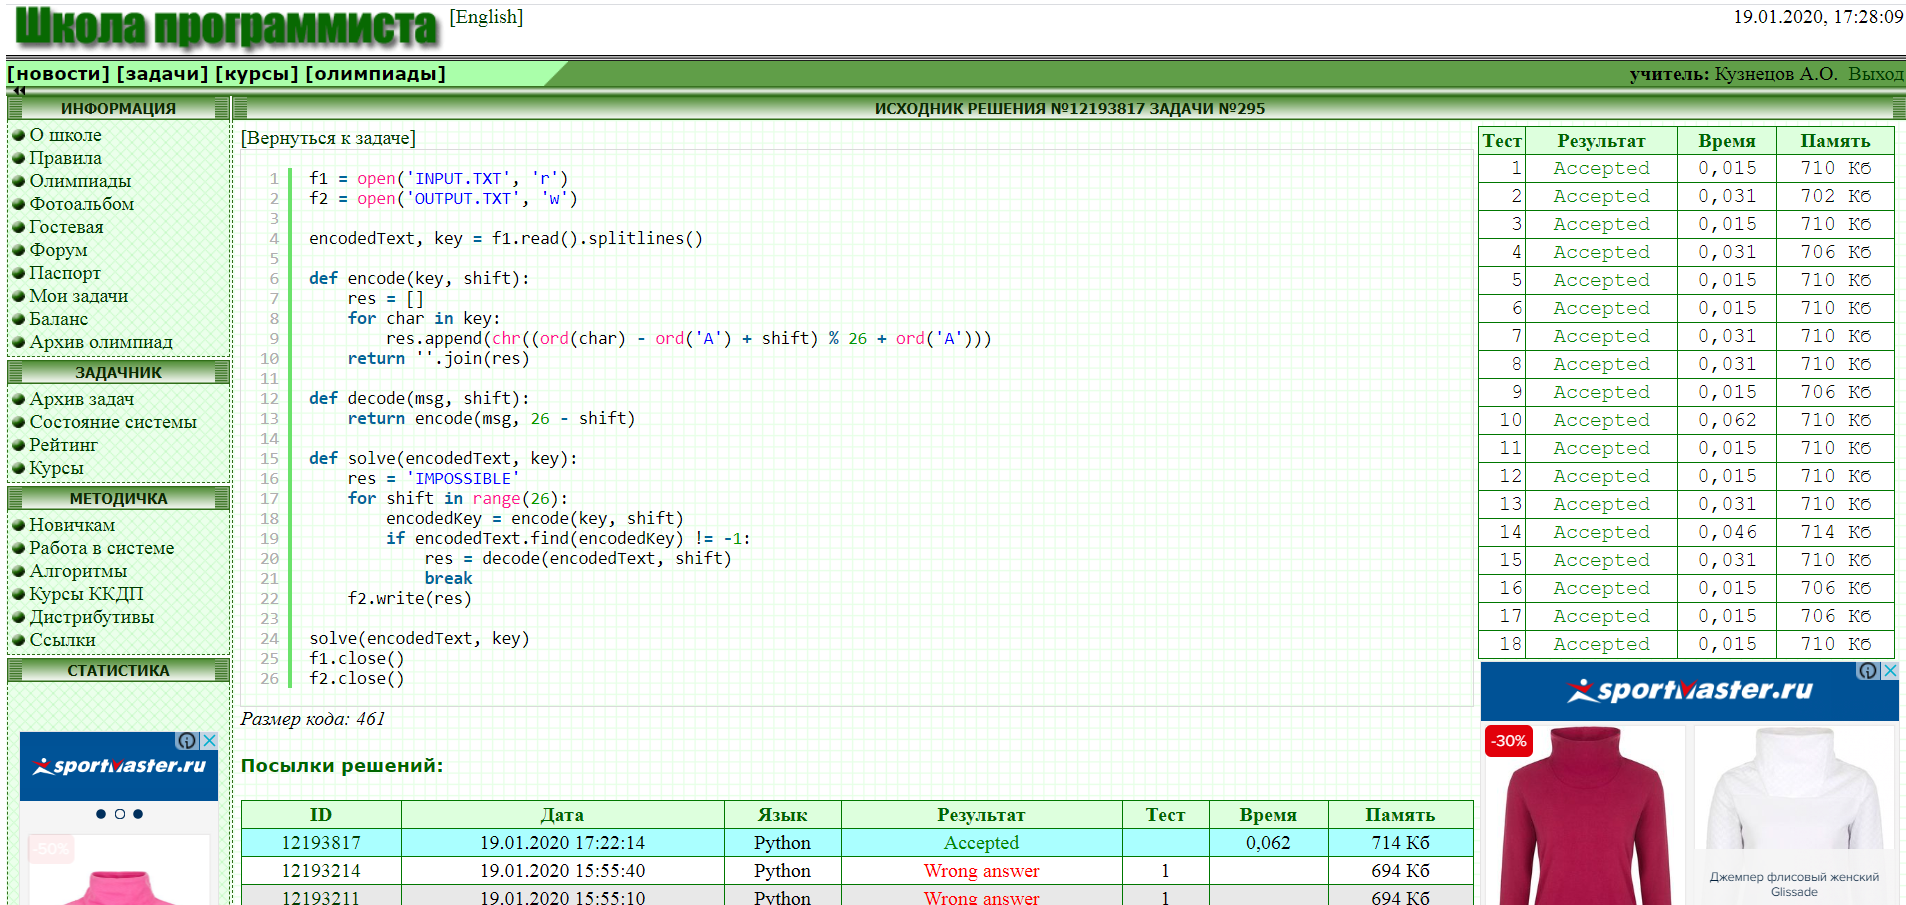 Школа программиста
[English]
19.01.2020, 17:28:09
[новости] [задачи] [курсы] [олимпиады]
учитель: Кузнецов А.О. Выход
ИНФОРМАЦИЯ
О школе
Правила
Олимпиады
Фотоальбом
Гостевая
Форум
Паспорт
Мои задачи
Баланс
Архив олимпиад
ЗАДАЧНИК
Архив задач
Состояние системы
Рейтинг
Курсы
МЕТОДИЧКА
Новичкам
Работа в системе
Алгоритмы
Курсы ККДП
Дистрибутивы
Ссылки
СТАТИСТИКА
sportmaster.ru
-50%
ИСХОДНИК РЕШЕНИЯ №12193817 ЗАДАЧИ №295
[Вернуться к задаче]
1 f1 = open('INPUT.TXT', 'r')
2 f2 = open('OUTPUT.TXT', 'w')
3
4 encodedText, key = f1.read().splitlines()
5
6 def encode(key, shift):
7     res = []
8     for char in key:
9         res.append(chr((ord(char) - ord('A') + shift) % 26 + ord('A')))
10     return ''.join(res)
11
12 def decode(msg, shift):
13     return encode(msg, 26 - shift)
14
15 def solve(encodedText, key):
16     res = 'IMPOSSIBLE'
17     for shift in range(26):
18         encodedKey = encode(key, shift)
19         if encodedText.find(encodedKey) != -1:
20             res = decode(encodedText, shift)
21             break
22     f2.write(res)
23
24 solve(encodedText, key)
25 f1.close()
26 f2.close()
Размер кода: 461
Посылки решений:
ID Дата Язык Результат Тест Время Память
12193817 19.01.2020 17:22:14 Python Accepted 0,062 714 Кб
12193214 19.01.2020 15:55:40 Python Wrong answer 1 694 Кб
12193211 19.01.2020 15:55:10 Python Wrong answer 1 694 Кб
Тест Результат Время Память
1 Accepted 0,015 710 Кб
2 Accepted 0,031 702 Кб
3 Accepted 0,015 710 Кб
4 Accepted 0,031 706 Кб
5 Accepted 0,015 710 Кб
6 Accepted 0,015 710 Кб
7 Accepted 0,031 710 Кб
8 Accepted 0,031 710 Кб
9 Accepted 0,015 706 Кб
10 Accepted 0,062 710 Кб
11 Accepted 0,015 710 Кб
12 Accepted 0,015 710 Кб
13 Accepted 0,031 710 Кб
14 Accepted 0,046 714 Кб
15 Accepted 0,031 710 Кб
16 Accepted 0,015 706 Кб
17 Accepted 0,015 706 Кб
18 Accepted 0,015 710 Кб
sportmaster.ru
-30%
Джемпер флисовый женский
Glissade